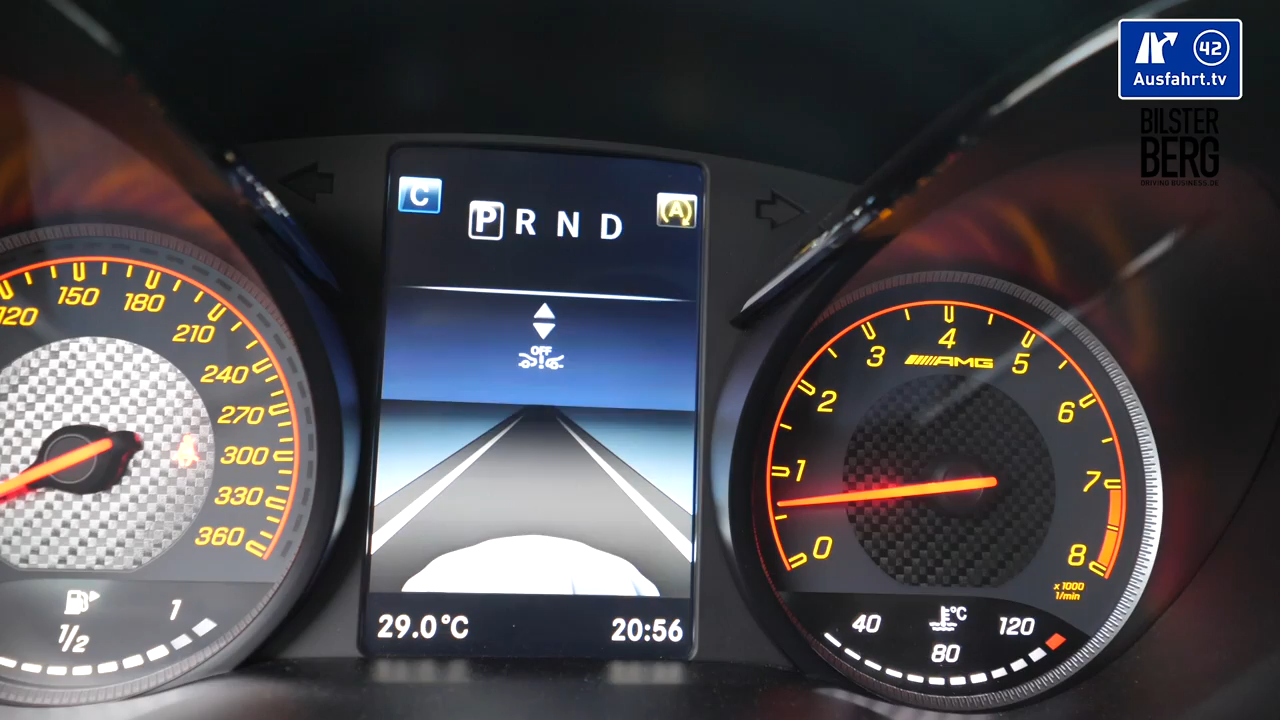 42
Ausfahrt.tv
BILSTER
BERG
DRIVING BUSINESS.DE
C
P R N D
A
OFF
29.0°C
20:56
120
150
180
210
240
270
300
330
360
1/2
1
0
1
2
3
4
5
6
7
8
AMG
x 1000
1/min
40
°C
120
80